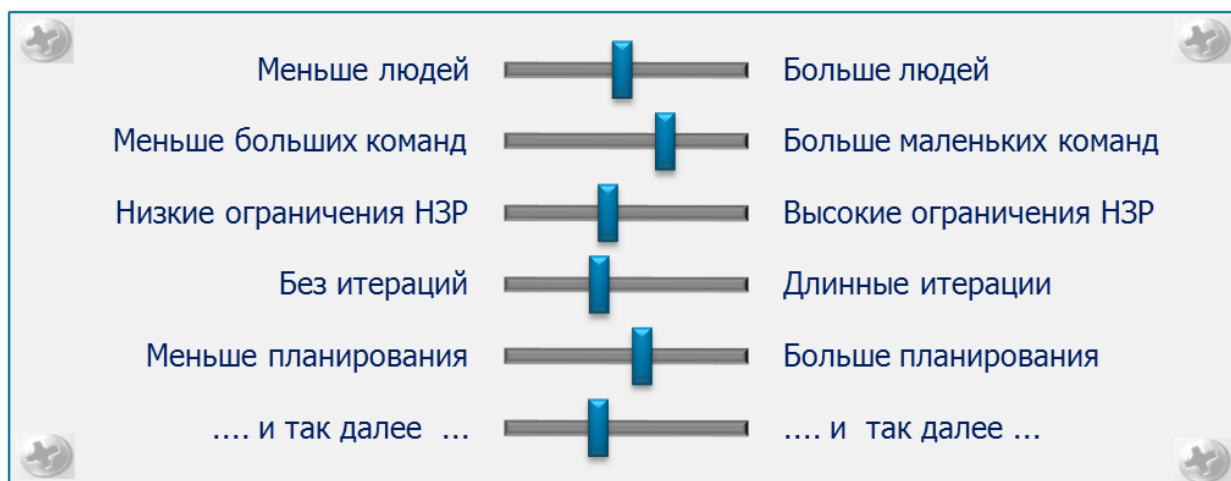 Меньше людей Больше людей
Меньше больших команд Больше маленьких команд
Низкие ограничения НЗР Высокие ограничения НЗР
Без итераций Длинные итерации
Меньше планирования Больше планирования
.... и так далее ... .... и так далее ...